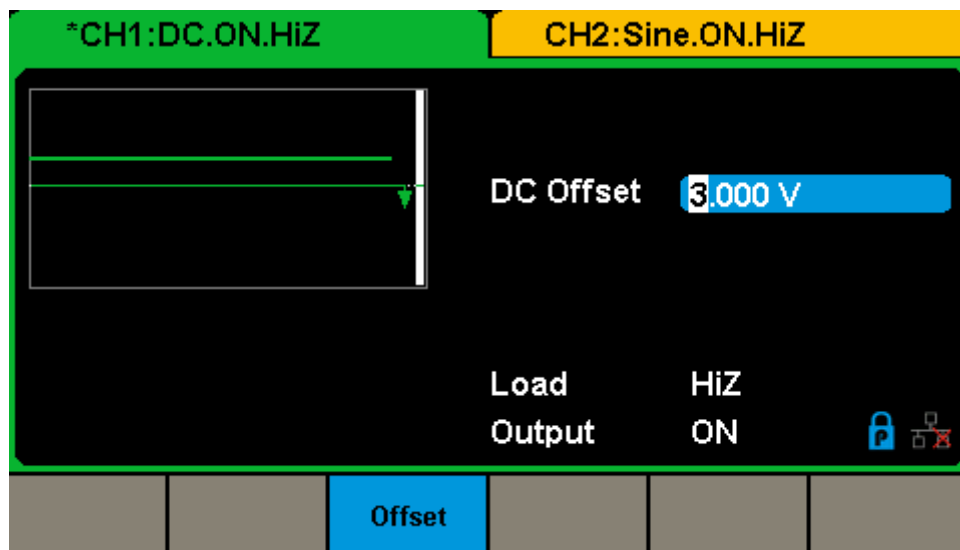 *CH1:DC.ON.HiZ
CH2:Sine.ON.HiZ
DC Offset 3.000 V
Load HiZ
Output ON
P
Offset